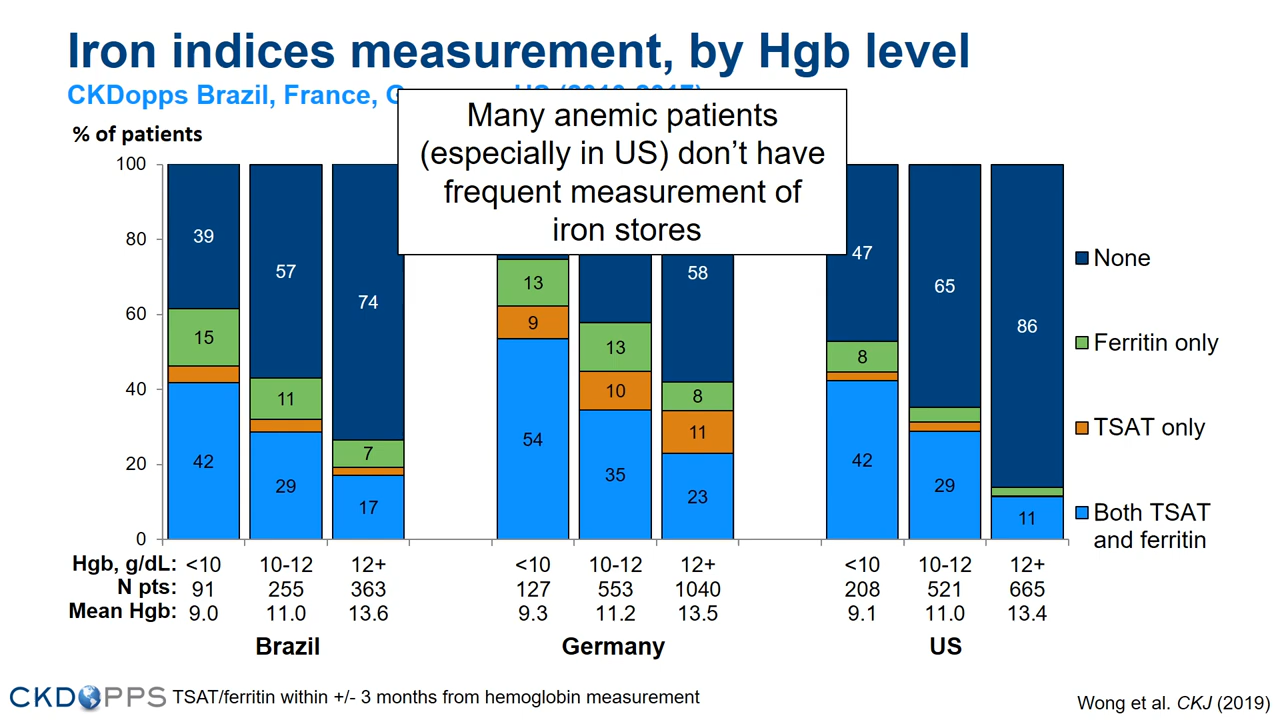 Iron indices measurement, by Hgb level
CKDopps Brazil, France,
Many anemic patients
(especially in US) don’t have
frequent measurement of
iron stores
% of patients
100
80
60
40
20
0
39
15
42
57
11
29
74
7
17
13
9
54
13
10
35
58
8
11
23
47
8
42
65
29
86
11
None
Ferritin only
TSAT only
Both TSAT
and ferritin
Hgb, g/dL: <10 10-12 12+ <10 10-12 12+ <10 10-12 12+
N pts: 91 255 363 127 553 1040 208 521 665
Mean Hgb: 9.0 11.0 13.6 9.3 11.2 13.5 9.1 11.0 13.4
Brazil Germany US
CKDOPPS TSAT/ferritin within +/- 3 months from hemoglobin measurement
Wong et al. CKJ (2019)